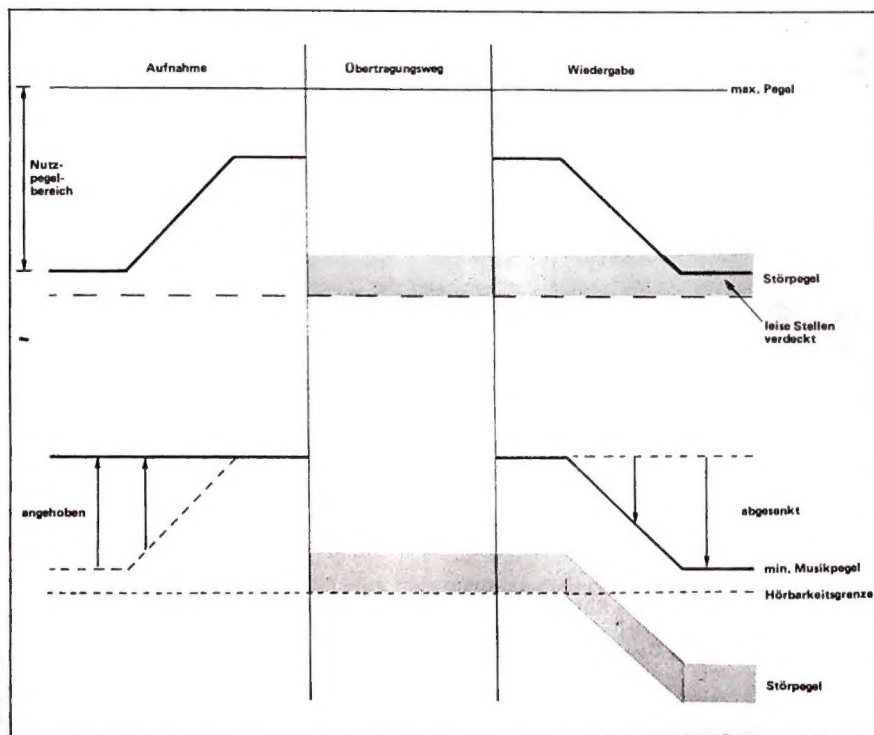 Aufnahme
Übertragungsweg
Wiedergabe
max. Pegel
Nutz-
pegel-
bereich
Störpegel
leise Stellen
verdeckt
angehoben
abgesenkt
min. Musikpegel
Hörbarkeitsgrenze
Störpegel